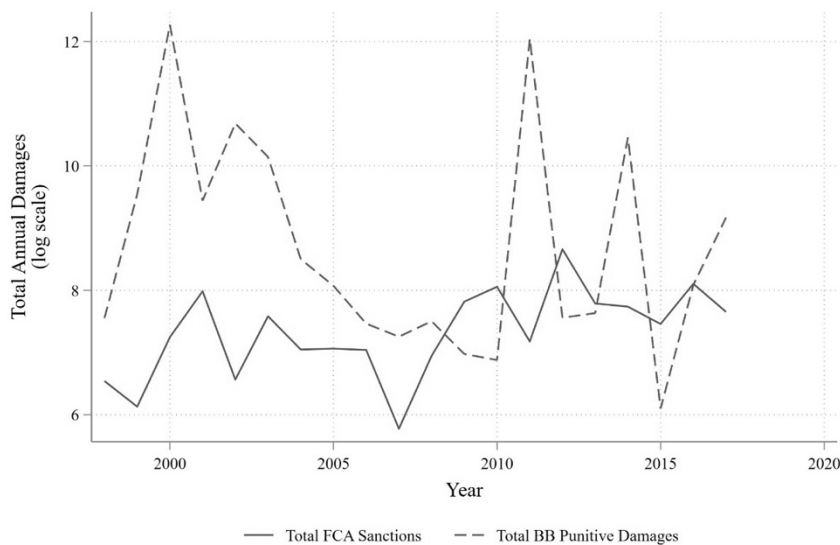 Total Annual Damages
(log scale)
12
10
8
6
2000 2005 2010 2015 2020
Year
Total FCA Sanctions Total BB Punitive Damages